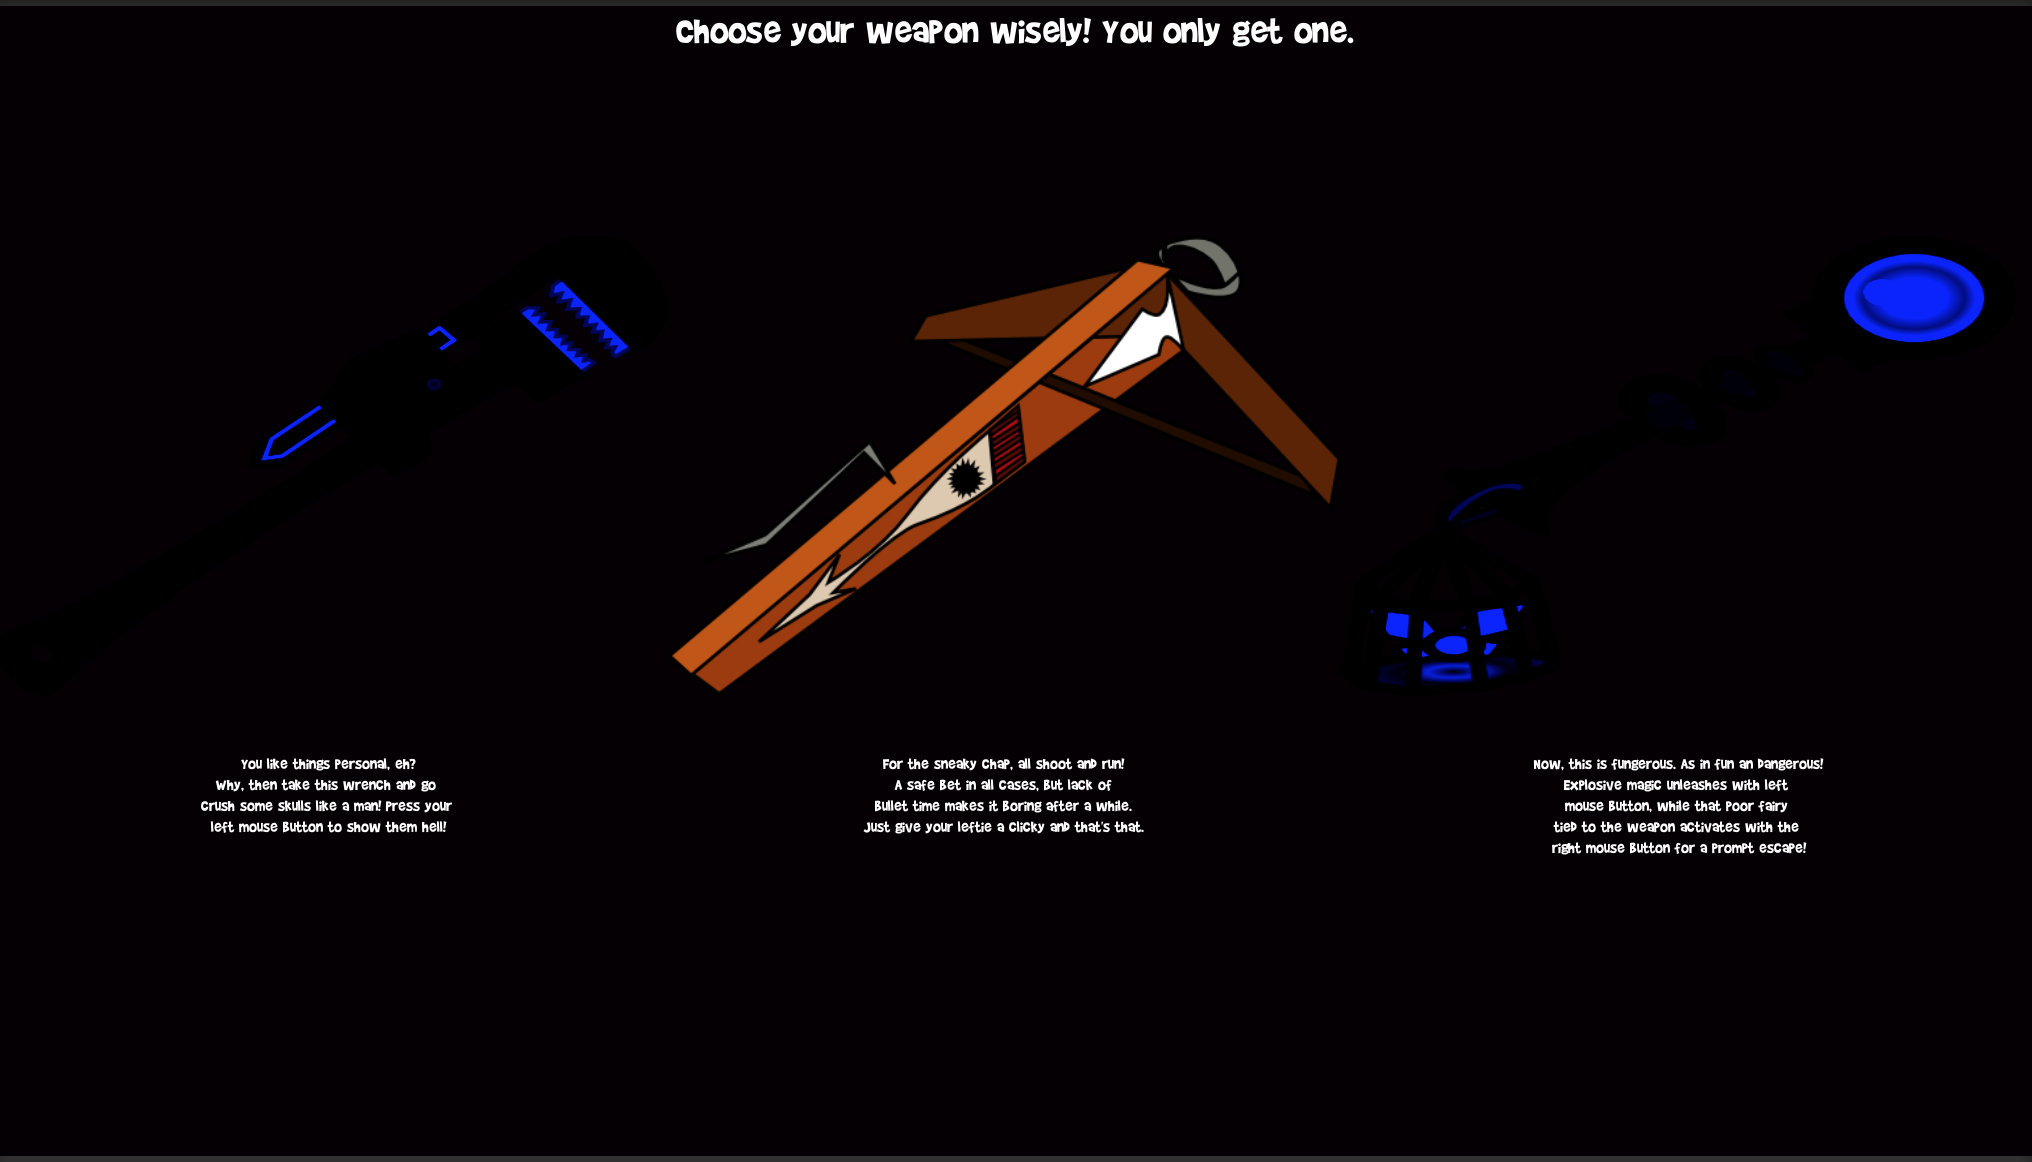 Choose your weapon wisely! You only get one.
You like things personal, eh?
Why, then take this wrench and go
crush some skulls like a man! Press your
left mouse button to show them hell!
For the sneaky chap, all shoot and run!
A safe bet in all cases, but lack of
bullet time makes it boring after a while.
Just give your leftie a clicky and that's that.
Now, this is fungerous. As in fun an dangerous!
Explosive magic unleashes with left
mouse button, while that poor fairy
tied to the weapon activates with the
right mouse button for a prompt escape!